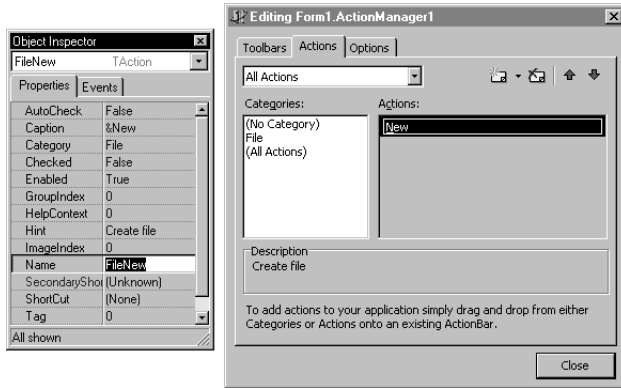 Object Inspector
FileNew TAction
Properties Events
AutoCheck False
Caption &New
Category File
Checked False
Enabled True
GroupIndex 0
HelpContext 0
Hint Create file
ImageIndex 0
Name FileNew
SecondaryShor (Unknown)
ShortCut (None)
Tag 0
All shown
Editing Form1.ActionManager1
Toolbars Actions Options
All Actions
Categories: Actions:
(No Category)
File
(All Actions)
New
Description
Create file
To add actions to your application simply drag and drop from either
Categories or Actions onto an existing ActionBar.
Close